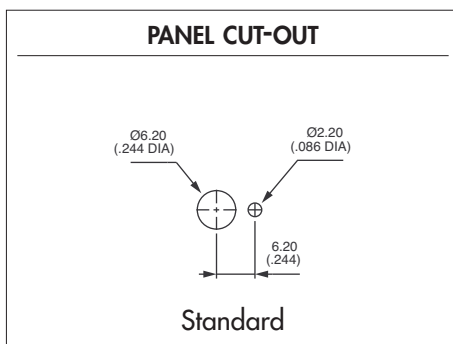 PANEL CUT-OUT
Ø6.20
(.244 DIA)
Ø2.20
(.086 DIA)
6.20
(.244)
Standard